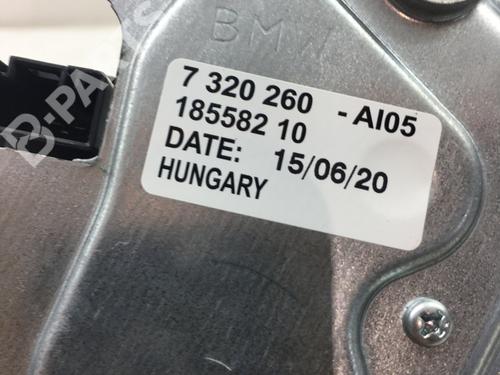 BMW
7 320 260 - AI05
185582 10
DATE: 15/06/20
HUNGARY
B-PARTS